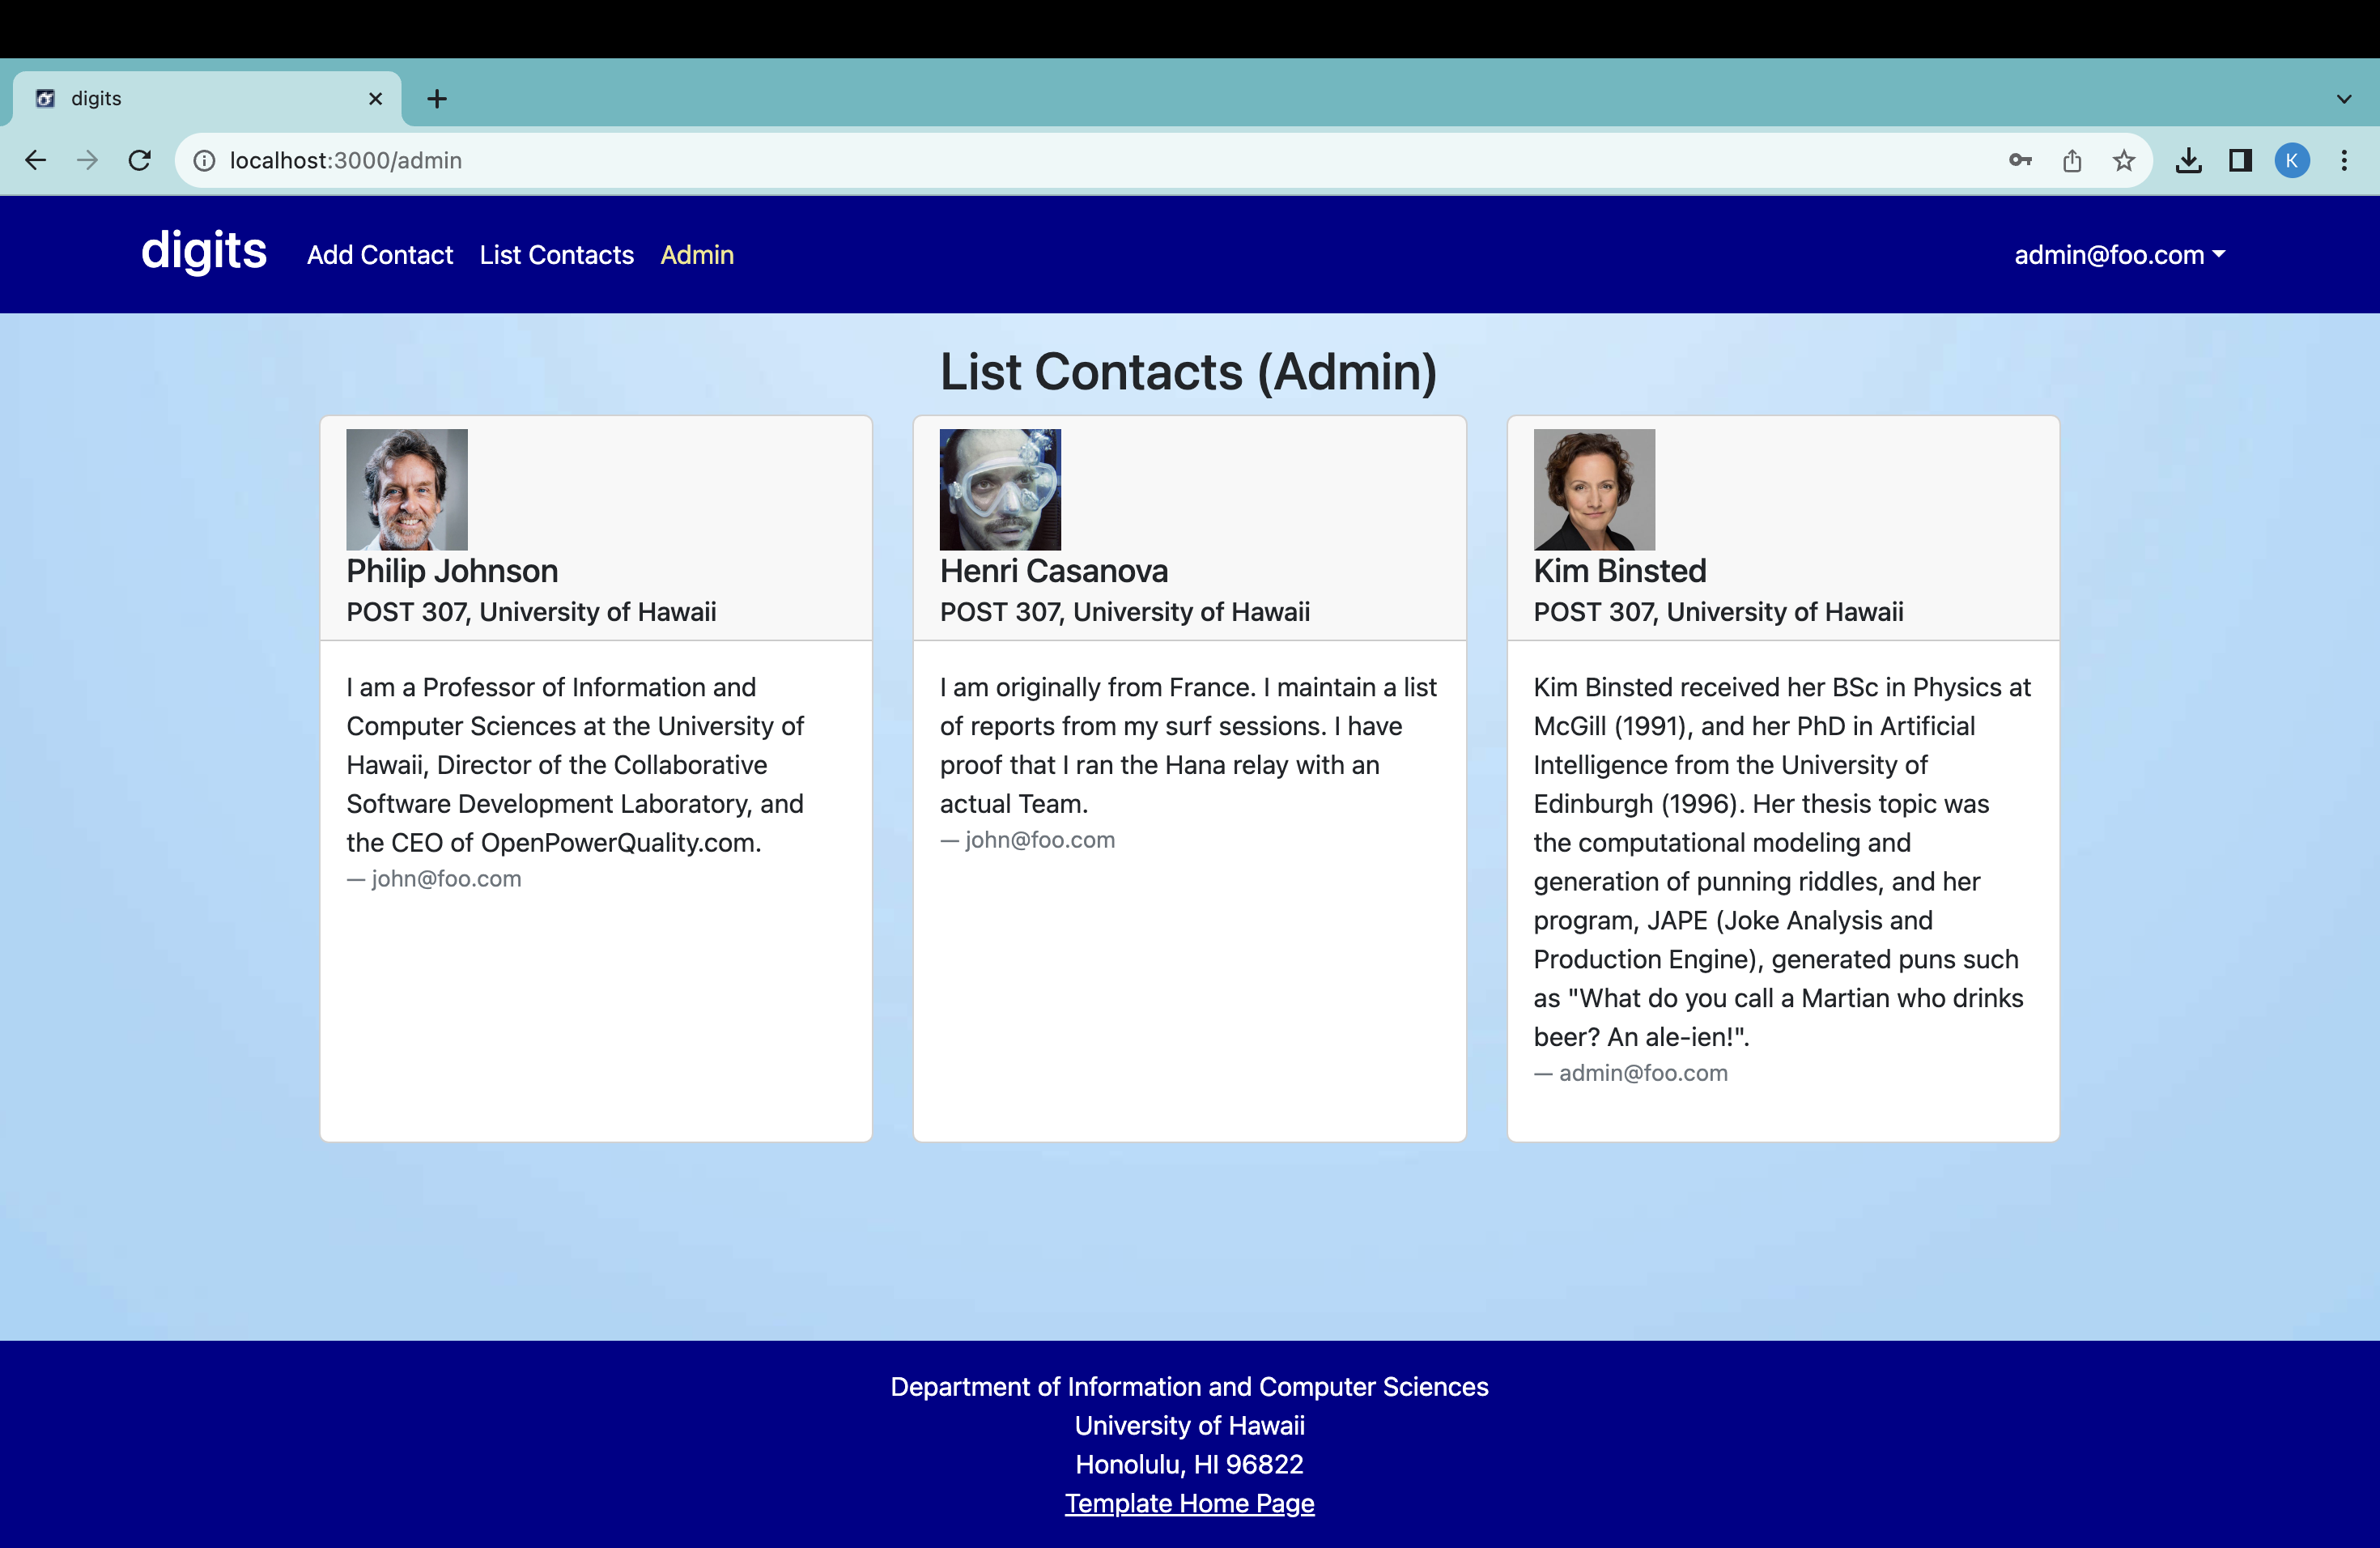 digits
localhost:3000/admin
K
digits Add Contact List Contacts Admin admin@foo.com
List Contacts (Admin)
Philip Johnson
POST 307, University of Hawaii
I am a Professor of Information and
Computer Sciences at the University of
Hawaii, Director of the Collaborative
Software Development Laboratory, and
the CEO of OpenPowerQuality.com.
— john@foo.com
Henri Casanova
POST 307, University of Hawaii
I am originally from France. I maintain a list
of reports from my surf sessions. I have
proof that I ran the Hana relay with an
actual Team.
— john@foo.com
Kim Binsted
POST 307, University of Hawaii
Kim Binsted received her BSc in Physics at
McGill (1991), and her PhD in Artificial
Intelligence from the University of
Edinburgh (1996). Her thesis topic was
the computational modeling and
generation of punning riddles, and her
program, JAPE (Joke Analysis and
Production Engine), generated puns such
as "What do you call a Martian who drinks
beer? An ale-ien!".
— admin@foo.com
Department of Information and Computer Sciences
University of Hawaii
Honolulu, HI 96822
Template Home Page